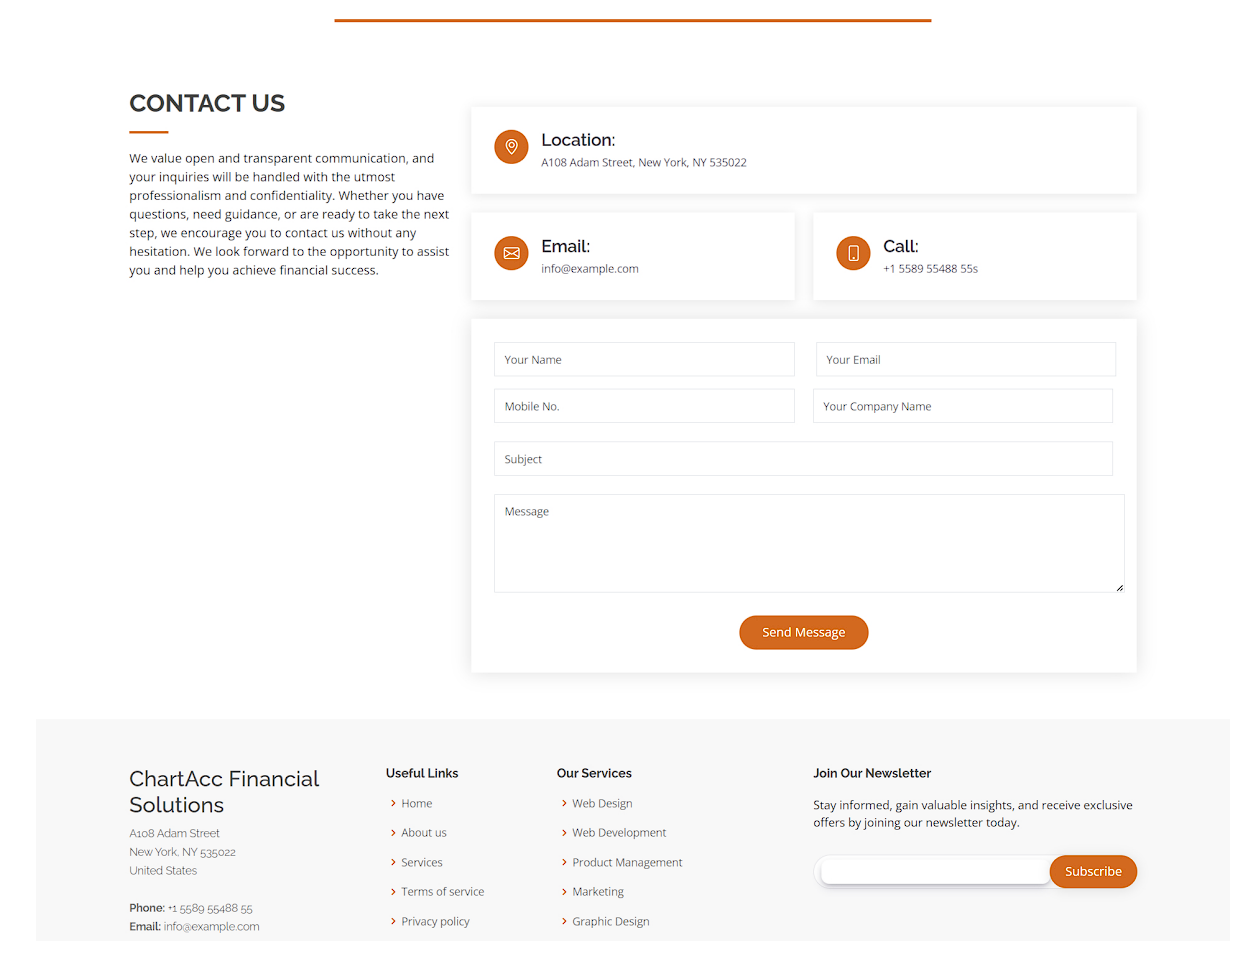 CONTACT US
We value open and transparent communication, and
your inquiries will be handled with the utmost
professionalism and confidentiality. Whether you have
questions, need guidance, or are ready to take the next
step, we encourage you to contact us without any
hesitation. We look forward to the opportunity to assist
you and help you achieve financial success.
Location:
A108 Adam Street, New York, NY 535022
Email:
info@example.com
Call:
+1 5589 55488 55s
Your Name
Your Email
Mobile No.
Your Company Name
Subject
Message
Send Message
ChartAcc Financial
Solutions
A108 Adam Street
New York, NY 535022
United States
Phone: +1 5589 55488 55
Email: info@example.com
Useful Links
Home
About us
Services
Terms of service
Privacy policy
Our Services
Web Design
Web Development
Product Management
Marketing
Graphic Design
Join Our Newsletter
Stay informed, gain valuable insights, and receive exclusive
offers by joining our newsletter today.
Subscribe